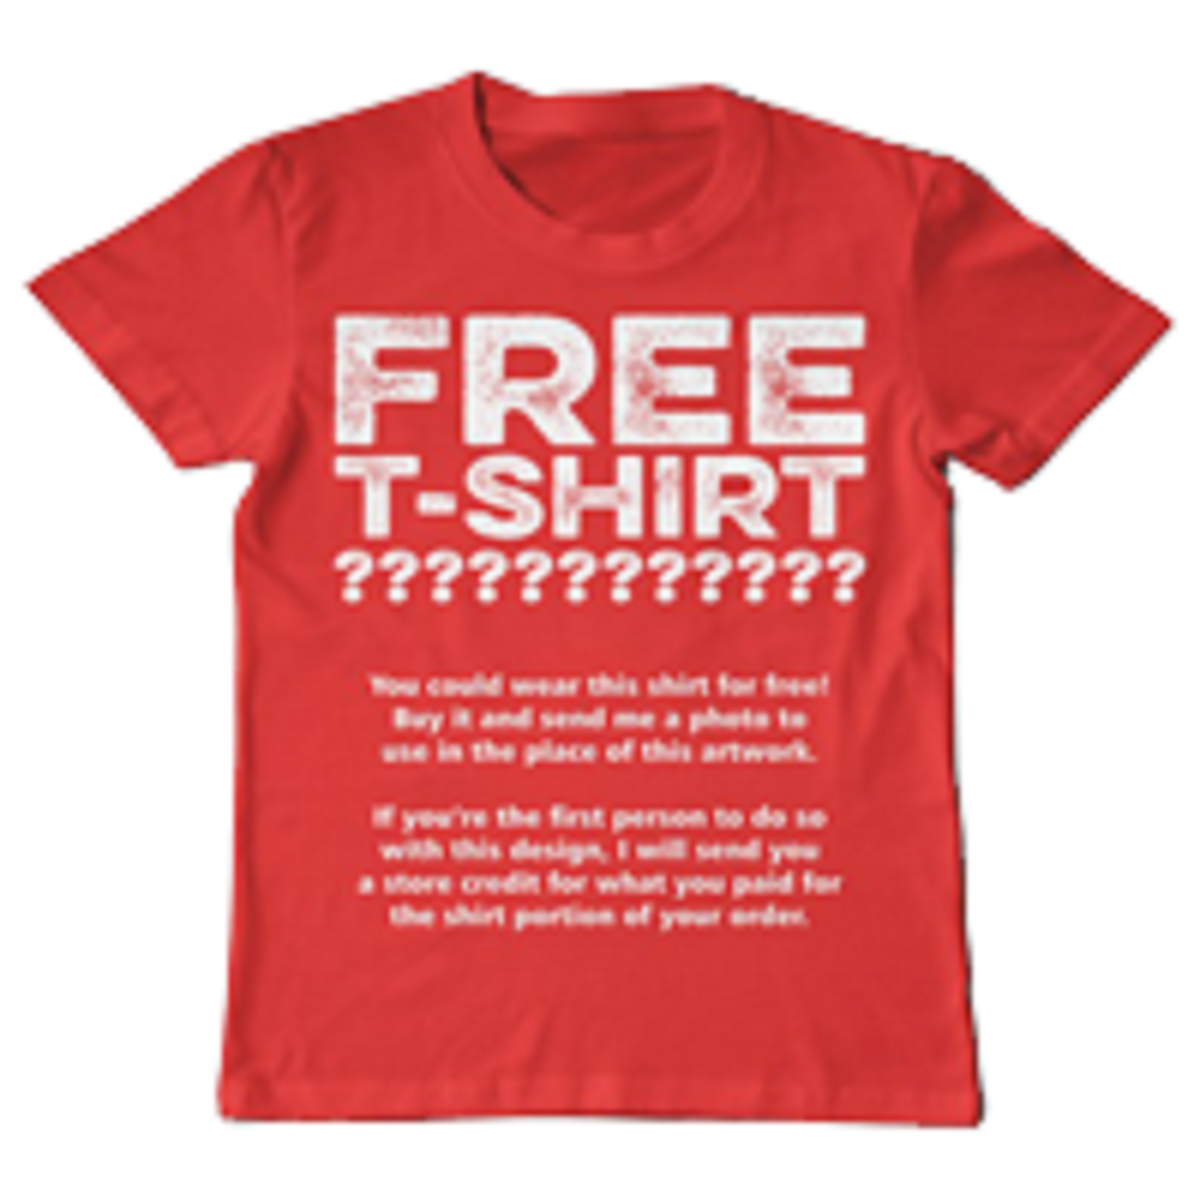 FREE
T-SHIRT
????????????
You could wear this shirt for free!
Buy it and send me a photo to
use in the place of this artwork.
If you're the first person to do so
with this design, I will send you
a store credit for what you paid for
the shirt portion of your order.